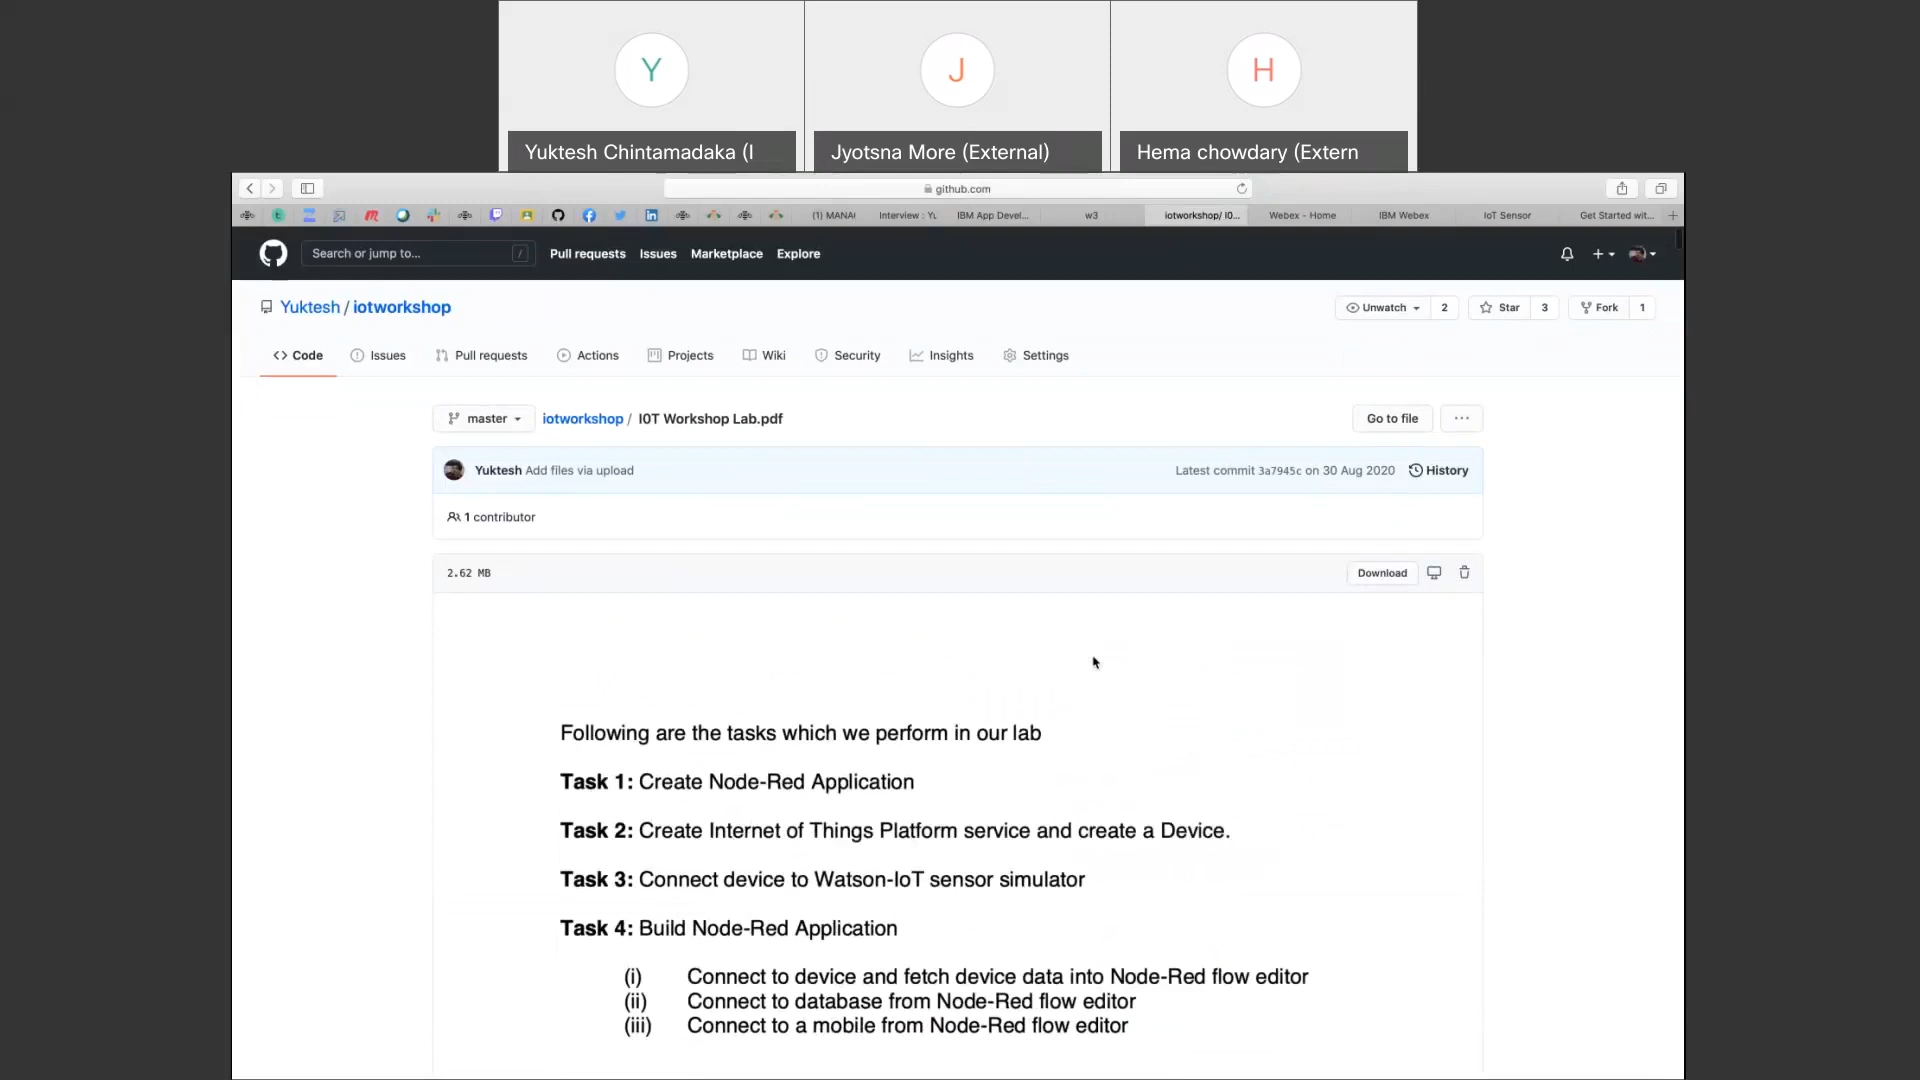 Y
J
H
Yuktesh Chintamadaka (I
Jyotsna More (External)
Hema chowdary (Extern
github.com
(1) MANAI
Interview : Yu
IBM App Devel...
w3
iotworkshop/ I0...
Webex - Home
IBM Webex
IoT Sensor
Get Started wit...
Search or jump to... /
Pull requests Issues Marketplace Explore
Yuktesh / iotworkshop
Unwatch 2
Star 3
Fork 1
Code Issues Pull requests Actions Projects Wiki Security Insights Settings
master iotworkshop / I0T Workshop Lab.pdf Go to file ...
Yuktesh Add files via upload Latest commit 3a7945c on 30 Aug 2020 History
1 contributor
2.62 MB Download
Following are the tasks which we perform in our lab
Task 1: Create Node-Red Application
Task 2: Create Internet of Things Platform service and create a Device.
Task 3: Connect device to Watson-IoT sensor simulator
Task 4: Build Node-Red Application
(i) Connect to device and fetch device data into Node-Red flow editor
(ii) Connect to database from Node-Red flow editor
(iii) Connect to a mobile from Node-Red flow editor